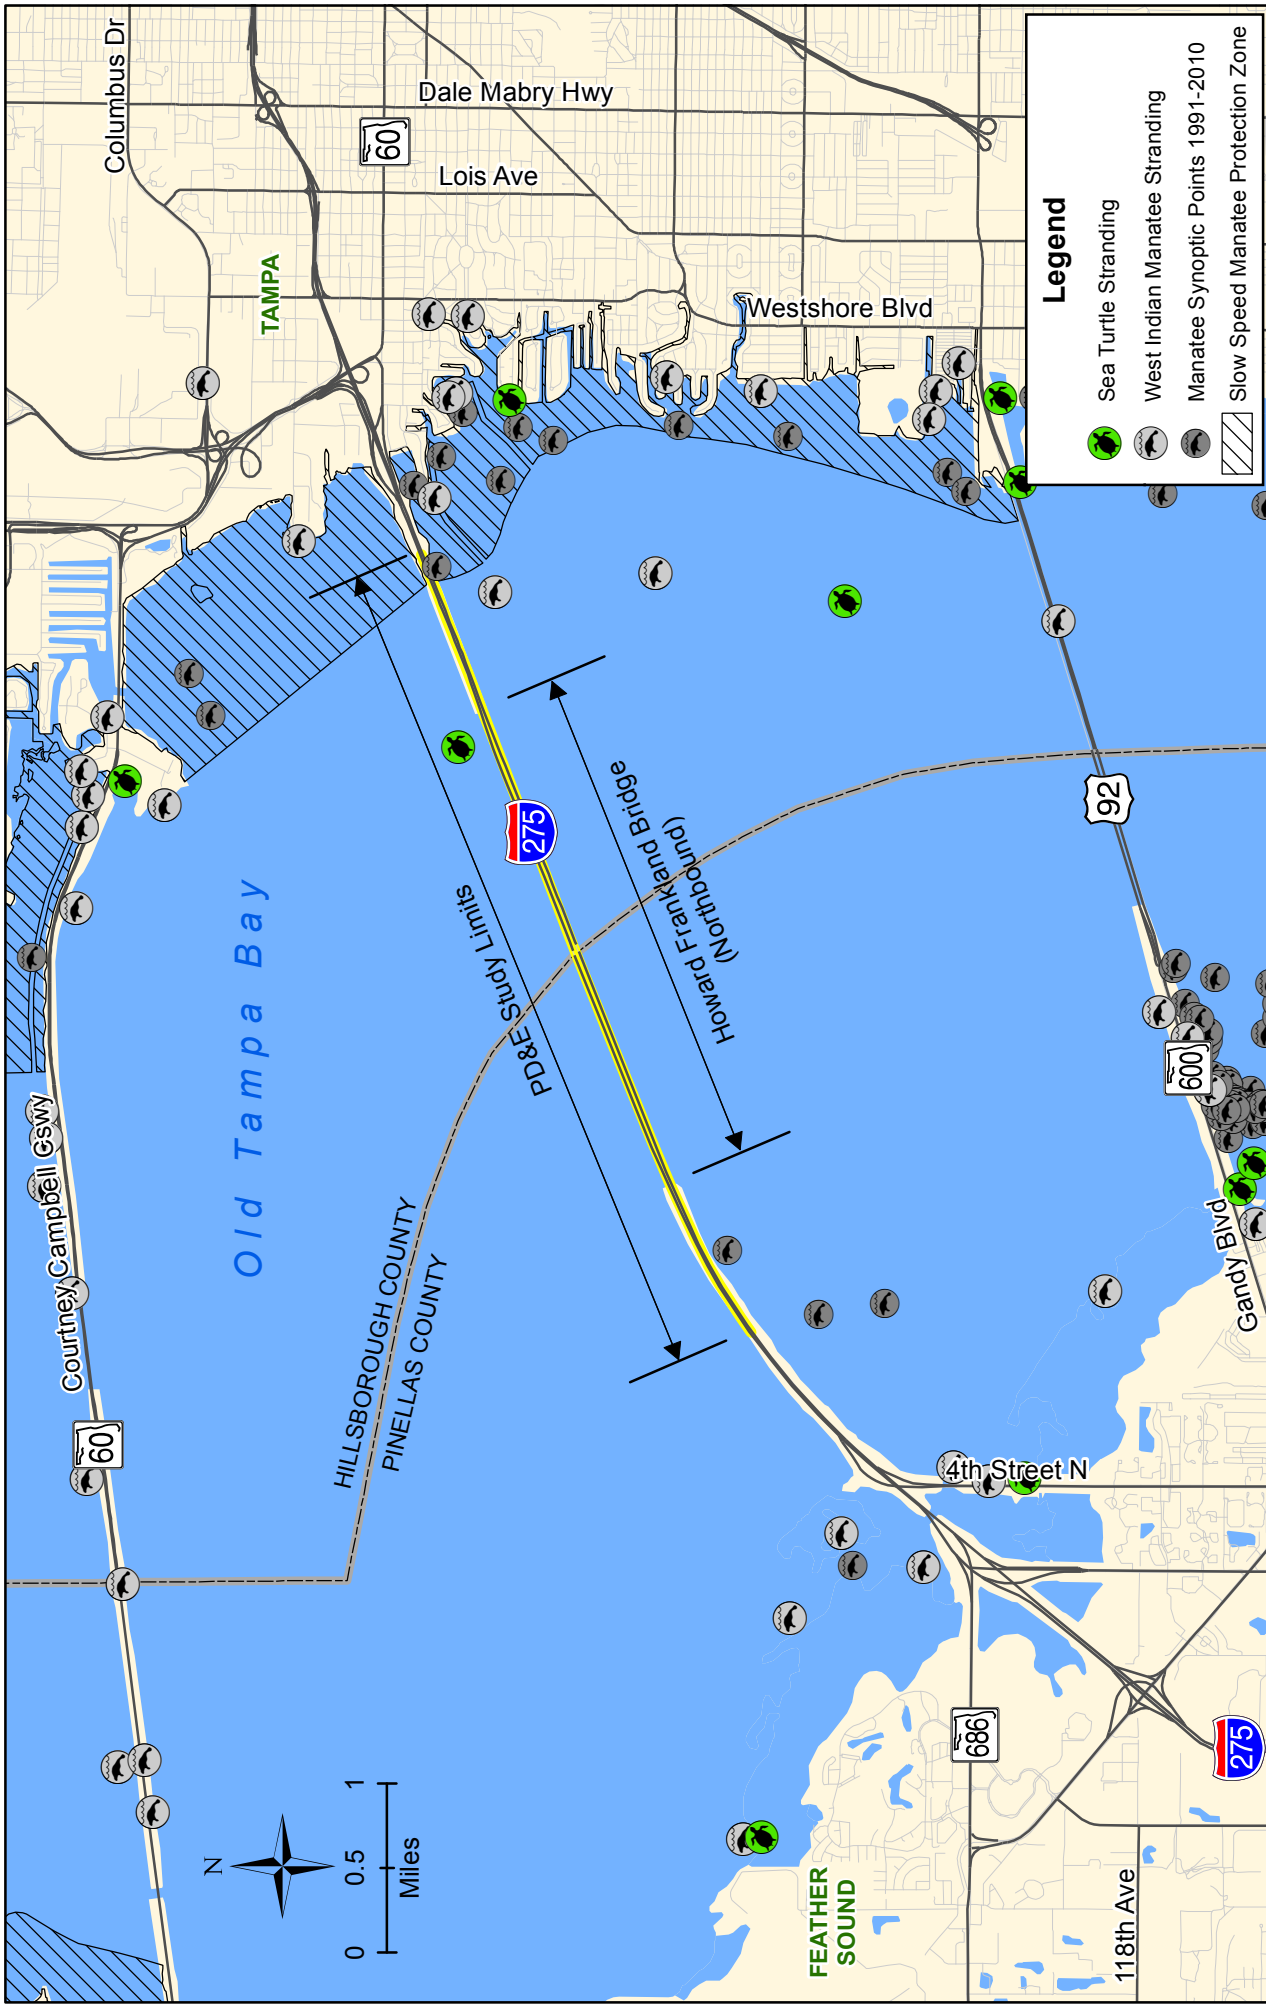 Columbus Dr
Dale Mabry Hwy
60
Lois Ave
TAMPA
Westshore Blvd
Legend
Sea Turtle Stranding
West Indian Manatee Stranding
Manatee Synoptic Points 1991-2010
Slow Speed Manatee Protection Zone
Old Tampa Bay
275
PD&E Study Limits
Howard Frankland Bridge
(Northbound)
92
600
Courtney Campbell Cswy
60
HILLSBOROUGH COUNTY
PINELLAS COUNTY
Gandy Blvd
4th Street N
686
275
N
0 0.5 1
Miles
FEATHER
SOUND
118th Ave